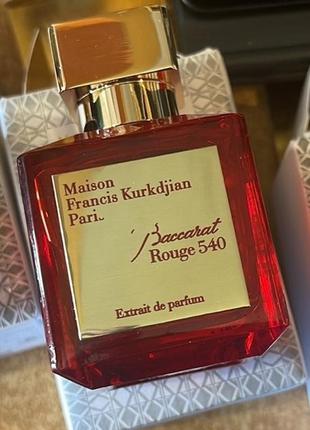 Maison
Francis Kurkdjian
Paris
Baccarat
Rouge 540
Extrait de parfum